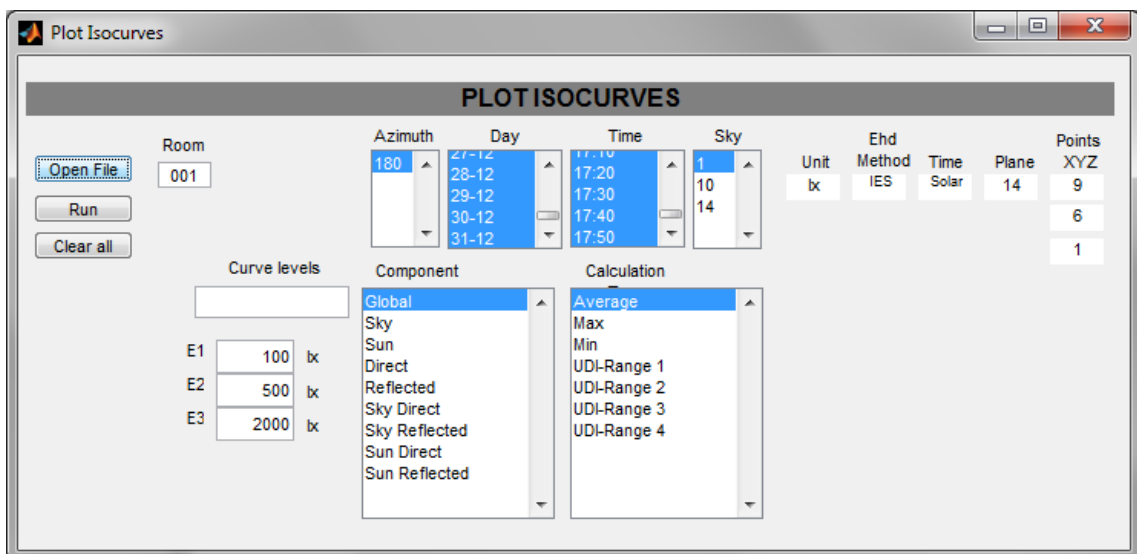 Plot Isocurves
PLOT ISOCURVES
Open File
Run
Clear all
Room
001
Azimuth
180
Day
27-12
28-12
29-12
30-12
31-12
Time
17:10
17:20
17:30
17:40
17:50
Sky
1
10
14
Unit
lx
Ehd
Method
IES
Time
Solar
Plane
14
Points
XYZ
9
6
1
Curve levels
E1 100 lx
E2 500 lx
E3 2000 lx
Component
Global
Sky
Sun
Direct
Reflected
Sky Direct
Sky Reflected
Sun Direct
Sun Reflected
Calculation
Average
Max
Min
UDI-Range 1
UDI-Range 2
UDI-Range 3
UDI-Range 4